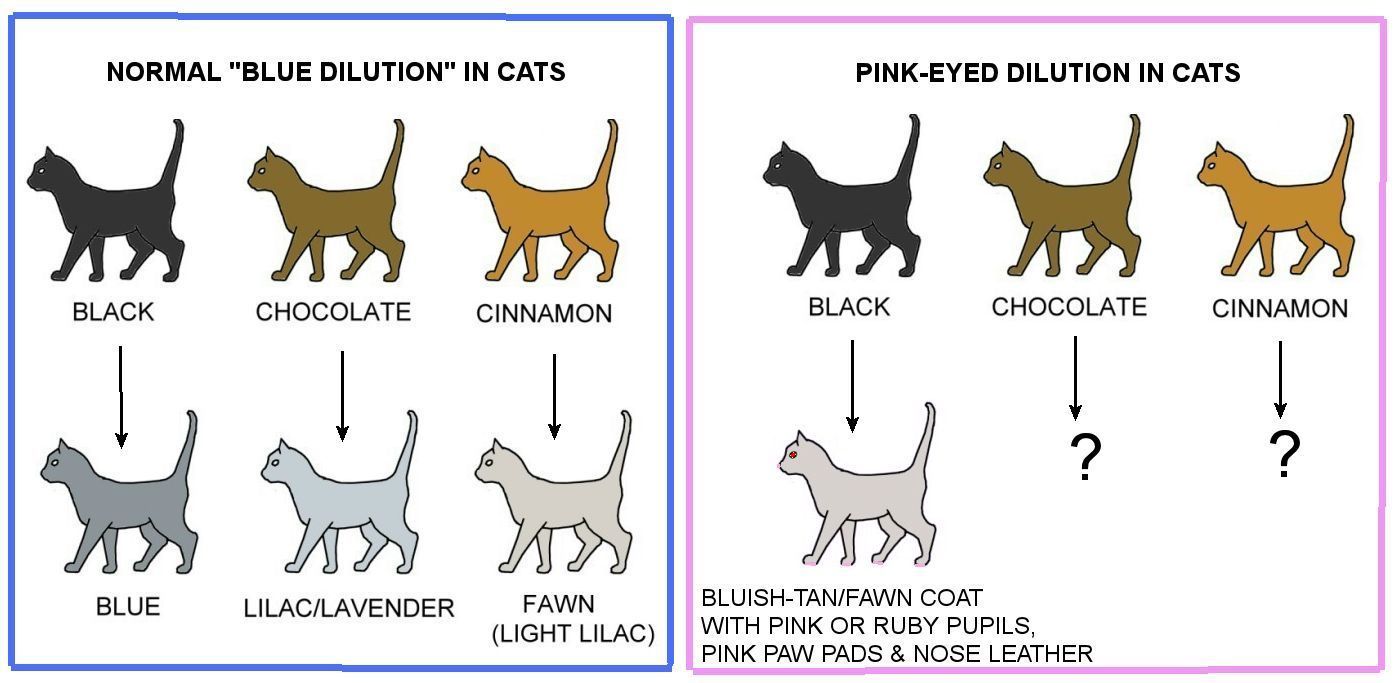 NORMAL "BLUE DILUTION" IN CATS
BLACK
CHOCOLATE
CINNAMON
BLUE
LILAC/LAVENDER
FAWN
(LIGHT LILAC)
PINK-EYED DILUTION IN CATS
BLACK
CHOCOLATE
CINNAMON
?
?
BLUISH-TAN/FAWN COAT
WITH PINK OR RUBY PUPILS,
PINK PAW PADS & NOSE LEATHER